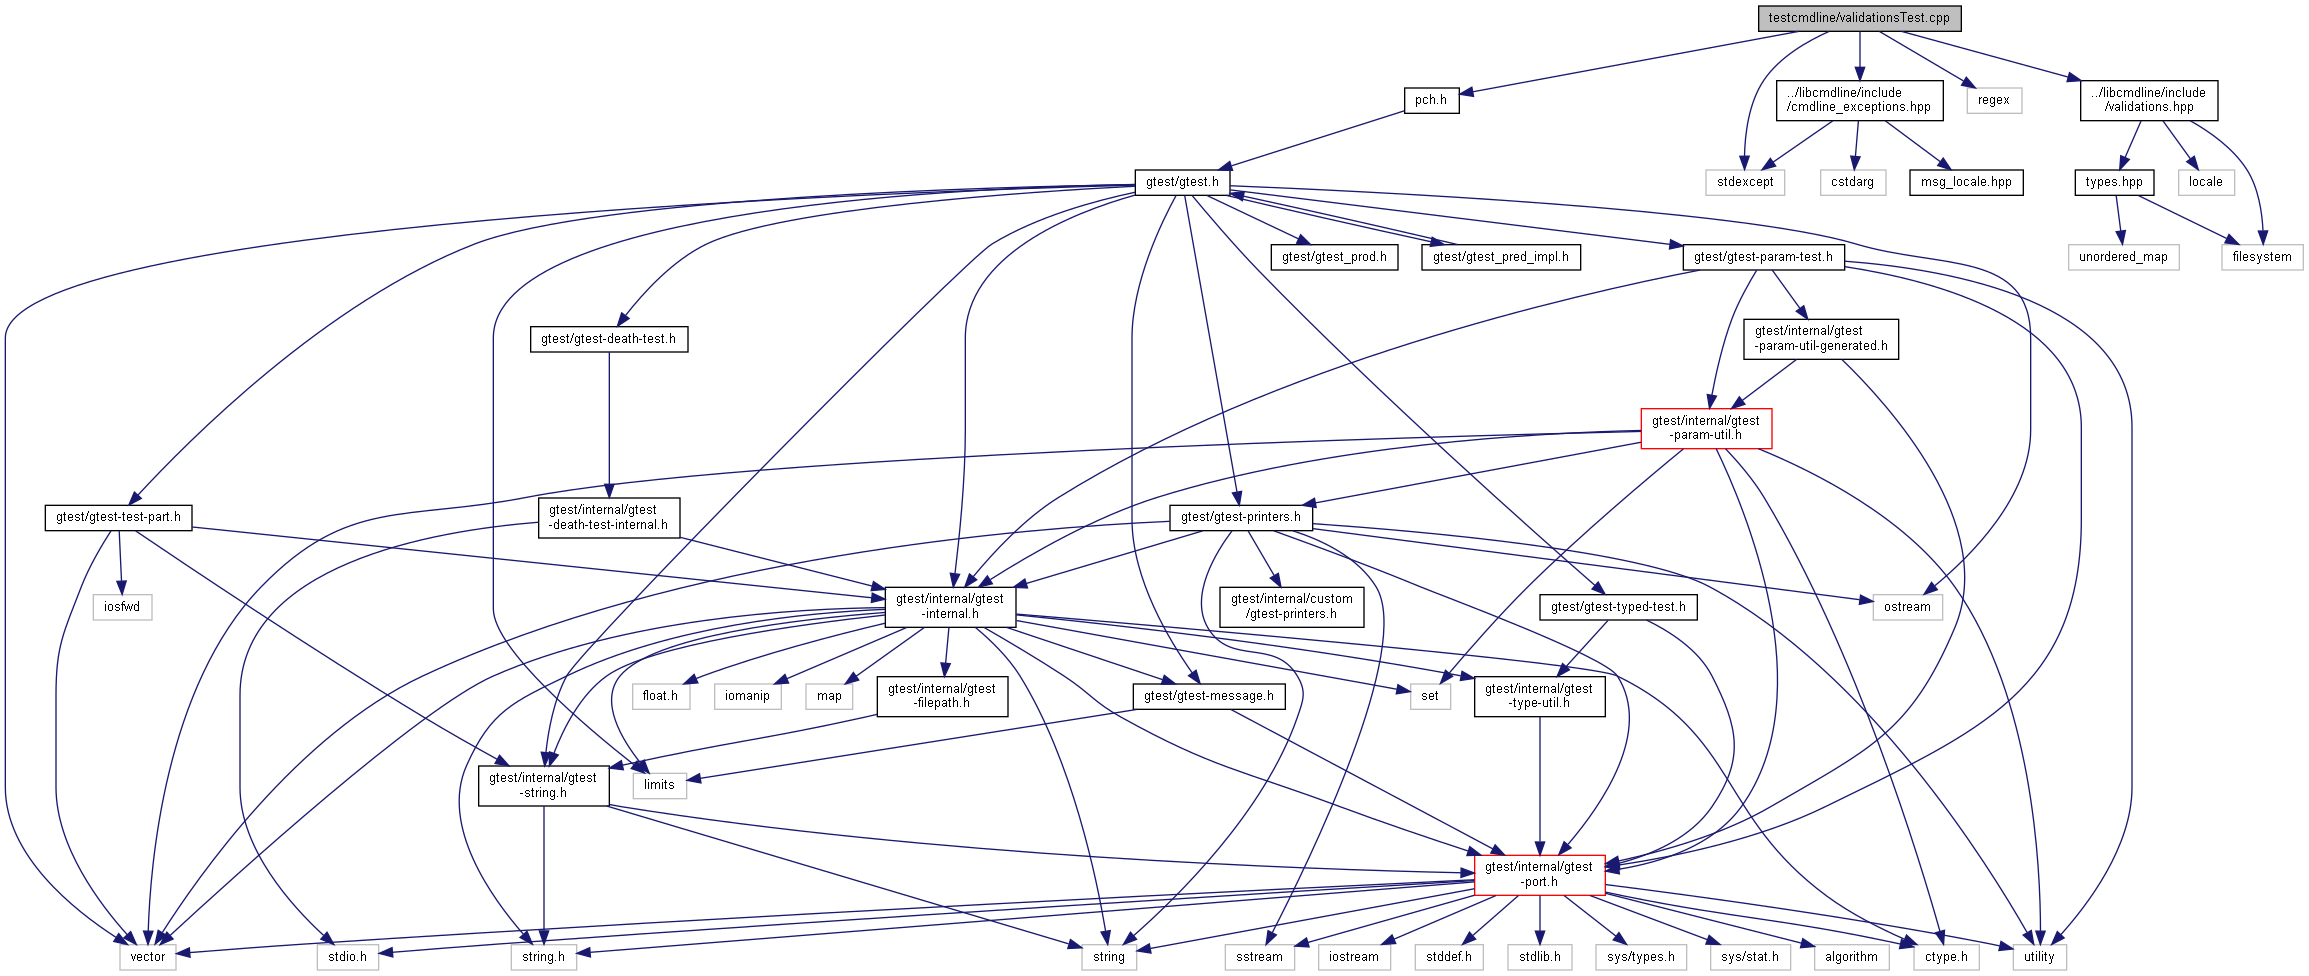 testcmdline/validationsTest.cpp
pch.h
../libcmdline/include
/cmdline_exceptions.hpp
regex
../libcmdline/include
/validations.hpp
gtest/gtest.h
stdexcept
cstdarg
msg_locale.hpp
types.hpp
locale
gtest/gtest_prod.h
gtest/gtest_pred_impl.h
gtest/gtest-param-test.h
unordered_map
filesystem
gtest/gtest-death-test.h
gtest/internal/gtest
-param-util-generated.h
gtest/internal/gtest
-param-util.h
gtest/gtest-test-part.h
gtest/internal/gtest
-death-test-internal.h
gtest/gtest-printers.h
iosfwd
gtest/internal/gtest
-internal.h
gtest/internal/custom
/gtest-printers.h
gtest/gtest-typed-test.h
ostream
float.h
iomanip
map
gtest/internal/gtest
-filepath.h
gtest/gtest-message.h
set
gtest/internal/gtest
-type-util.h
gtest/internal/gtest
-string.h
limits
gtest/internal/gtest
-port.h
vector
stdio.h
string.h
string
sstream
iostream
stddef.h
stdlib.h
sys/types.h
sys/stat.h
algorithm
ctype.h
utility